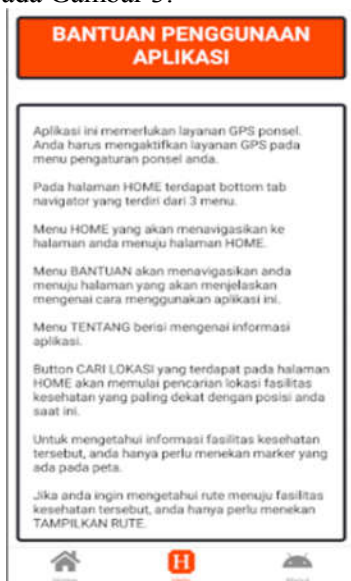 ada Gambar 5.
BANTUAN PENGGUNAAN
APLIKASI
Aplikasi ini memerlukan layanan GPS ponsel.
Anda harus mengaktifkan layanan GPS pada
menu pengaturan ponsel anda.
Pada halaman HOME terdapat bottom tab
navigator yang terdiri dari 3 menu.
Menu HOME yang akan menavigasikan ke
halaman anda menuju halaman HOME.
Menu BANTUAN akan menavigasikan anda
menuju halaman yang akan menjelaskan
mengenai cara menggunakan aplikasi ini.
Menu TENTANG berisi mengenai informasi
aplikasi.
Button CARI LOKASI yang terdapat pada halaman
HOME akan memulai pencarian lokasi fasilitas
kesehatan yang paling dekat dengan posisi anda
saat ini.
Untuk mengetahui informasi fasilitas kesehatan
tersebut, anda hanya perlu menekan marker yang
ada pada peta.
Jika anda ingin mengetahui rute menuju fasilitas
kesehatan tersebut, anda hanya perlu menekan
TAMPILKAN RUTE.
H